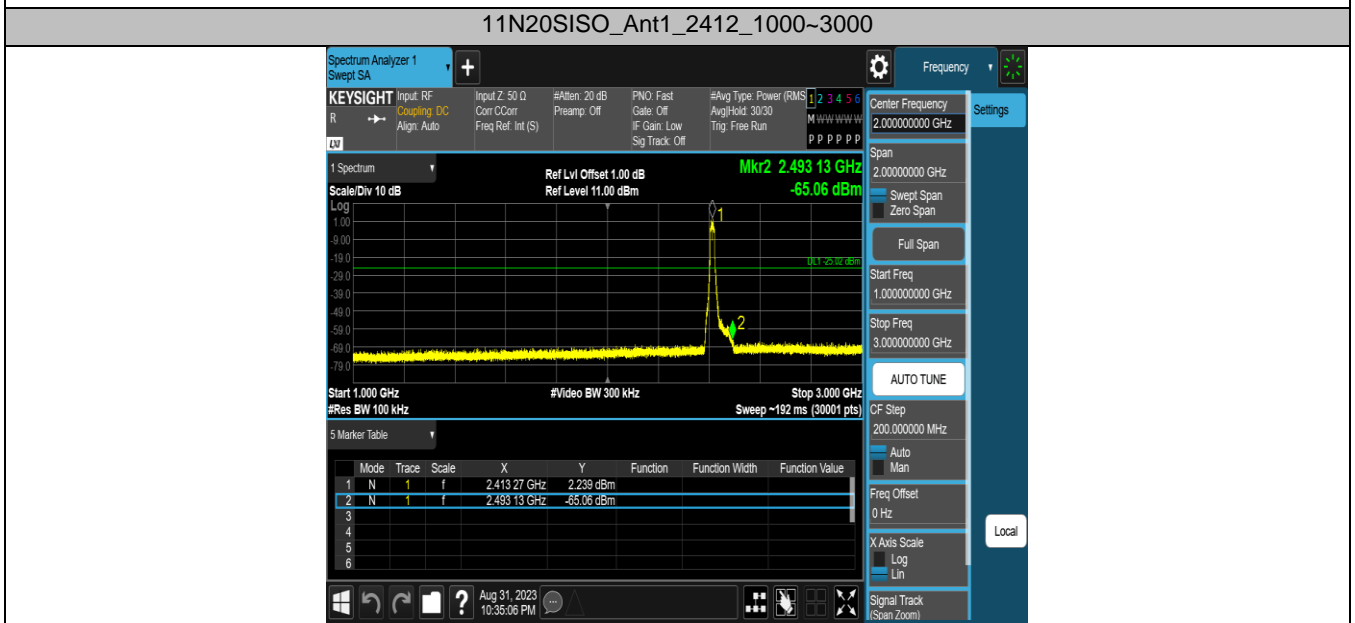 11N20SISO_Ant1_2412_1000~3000
Spectrum Analyzer 1
Swept SA
+
Frequency
KEYSIGHT
R
LXI
Input: RF
Coupling: DC
Align: Auto
Input Z: 50 Ω
Corr CCorr
Freq Ref: Int (S)
#Atten: 20 dB
Preamp: Off
PNO: Fast
Gate: Off
IF Gain: Low
Sig Track: Off
#Avg Type: Power (RMS
Avg|Hold: 30/30
Trig: Free Run
1 2 3 4 5 6
M W W W W W
P P P P P P
1 Spectrum
Scale/Div 10 dB
Ref Lvl Offset 1.00 dB
Ref Level 11.00 dBm
Mkr2 2.493 13 GHz
-65.06 dBm
Log
1.00
-9.00
-19.0
-29.0
-39.0
-49.0
-59.0
-69.0
-79.0
1
DL1 -25.02 dBm
2
Start 1.000 GHz
#Res BW 100 kHz
#Video BW 300 kHz
Stop 3.000 GHz
Sweep ~192 ms (30001 pts)
5 Marker Table
Mode Trace Scale X Y Function Function Width Function Value
1 N 1 f 2.413 27 GHz 2.239 dBm
2 N 1 f 2.493 13 GHz -65.06 dBm
3
4
5
6
?
Aug 31, 2023
10:35:06 PM
Center Frequency
2.000000000 GHz
Settings
Span
2.00000000 GHz
Swept Span
Zero Span
Full Span
Start Freq
1.000000000 GHz
Stop Freq
3.000000000 GHz
AUTO TUNE
CF Step
200.000000 MHz
Auto
Man
Freq Offset
0 Hz
X Axis Scale
Log
Lin
Local
Signal Track
(Span Zoom)